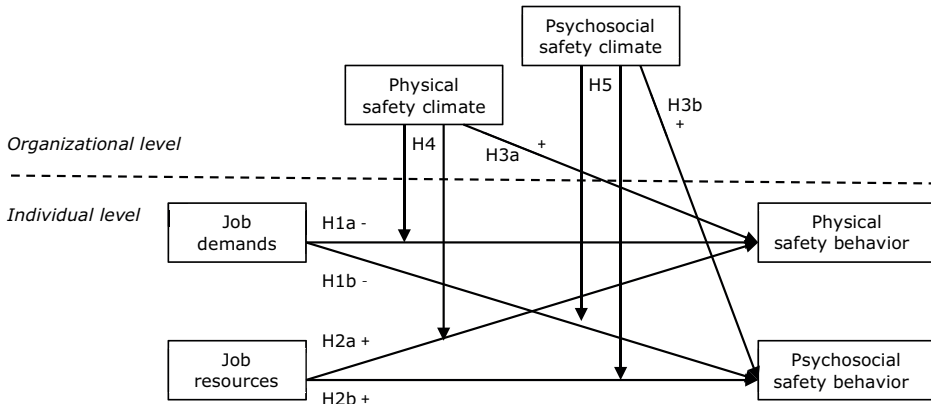 Psychosocial
safety climate
Physical
safety climate
H5
H3b
+
H4
H3a
+
Organizational level
Individual level
Job
demands
H1a -
Physical
safety behavior
H1b -
H2a +
Job
resources
Psychosocial
safety behavior
H2b +